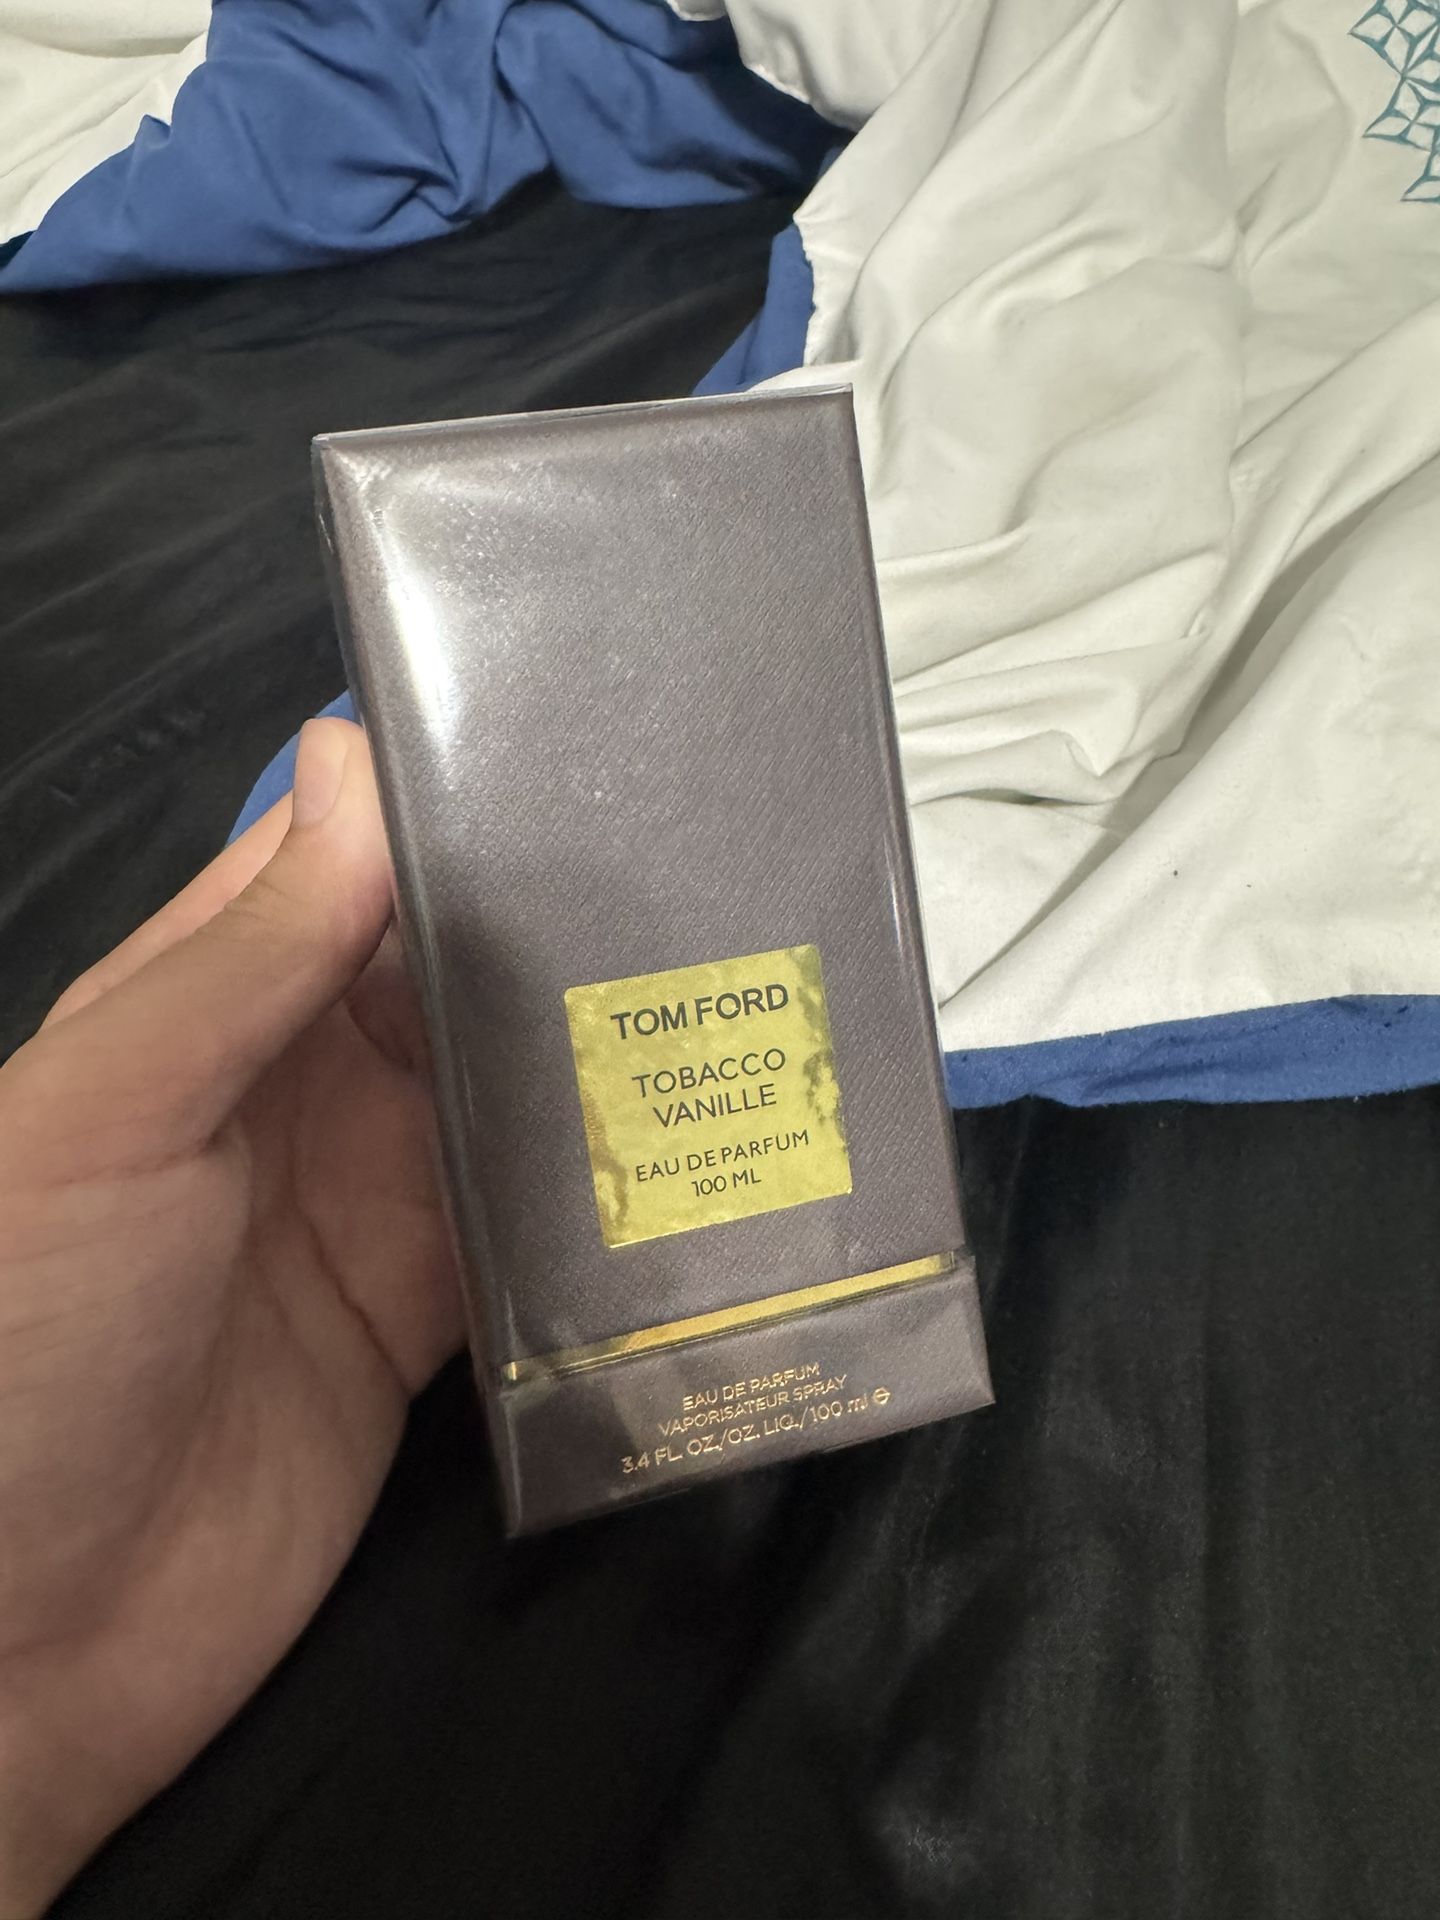 TOM FORD
TOBACCO
VANILLE
EAU DE PARFUM
100 ML
EAU DE PARFUM
VAPORISATEUR SPRAY
3.4 FL. OZ./OZ. LIQ./100 ml ℮